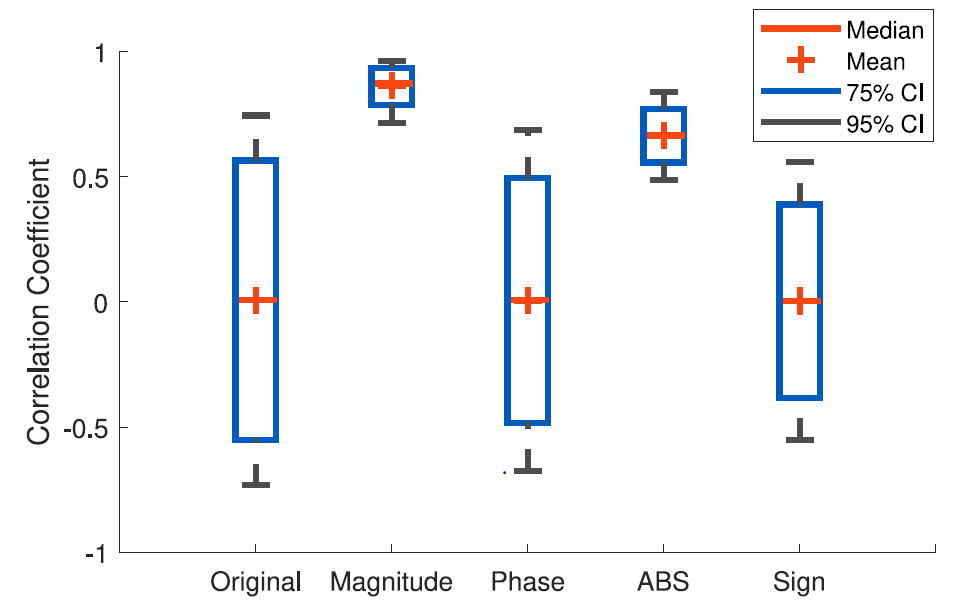 Median
Mean
75% CI
95% CI
Correlation Coefficient
1
0.5
0
-0.5
-1
Original
Magnitude
Phase
ABS
Sign